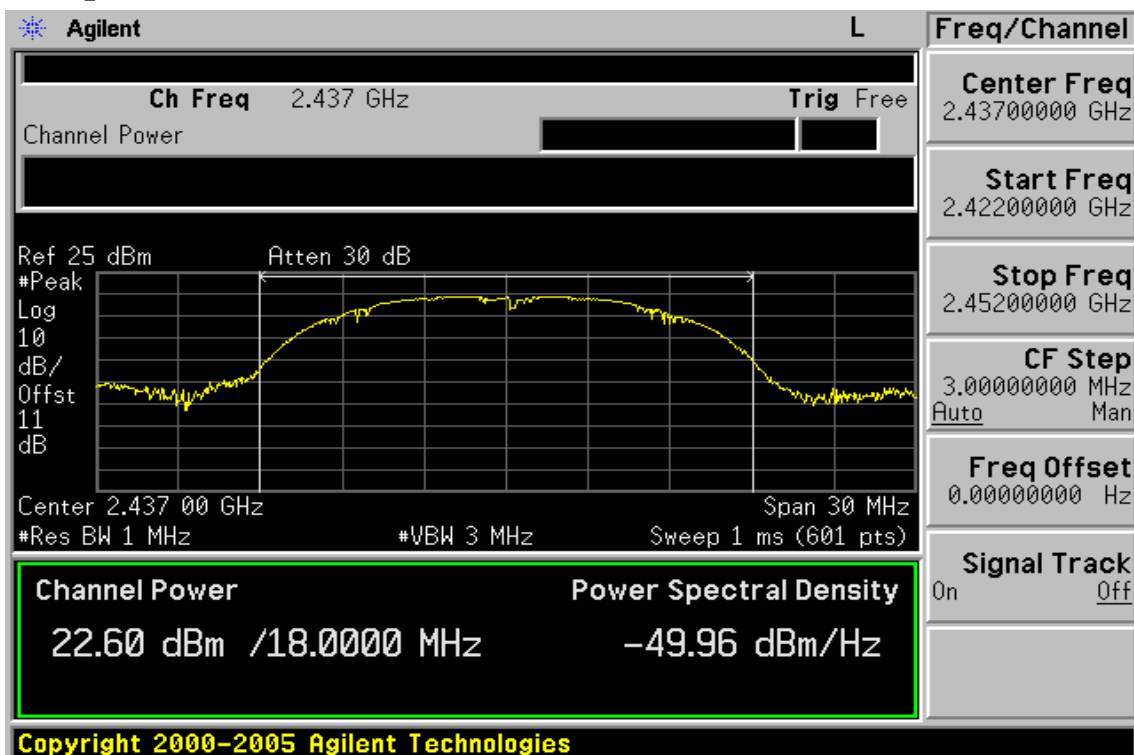 Agilent L
Ch Freq 2.437 GHz Trig Free
Channel Power
Ref 25 dBm Atten 30 dB
#Peak
Log
10
dB/
Offst
11
dB
Center 2.437 00 GHz Span 30 MHz
#Res BW 1 MHz #VBW 3 MHz Sweep 1 ms (601 pts)
Channel Power Power Spectral Density
22.60 dBm /18.0000 MHz -49.96 dBm/Hz
Copyright 2000-2005 Agilent Technologies
Freq/Channel
Center Freq
2.43700000 GHz
Start Freq
2.42200000 GHz
Stop Freq
2.45200000 GHz
CF Step
3.00000000 MHz
Auto Man
Freq Offset
0.00000000 Hz
Signal Track
On Off